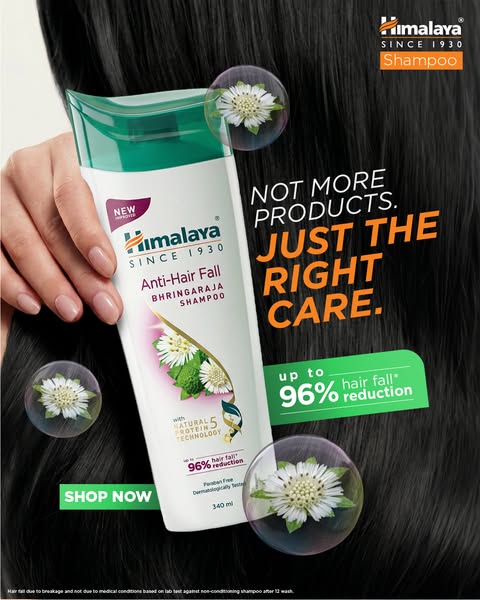 Himalaya®
SINCE 1930
Shampoo
NOT MORE
PRODUCTS.
JUST THE
RIGHT
CARE.
up to
96% hair fall*
reduction
NEW
IMPROVED
Himalaya®
SINCE 1930
Anti-Hair Fall
BHRINGARAJA
SHAMPOO
with
NATURAL 5
PROTEIN
TECHNOLOGY
up to
96% hair fall*
reduction
Paraben Free
Dermatologically Tested
340 ml
SHOP NOW
Hair fall due to breakage and not due to medical conditions based on lab test against non-conditioning shampoo after 12 wash.